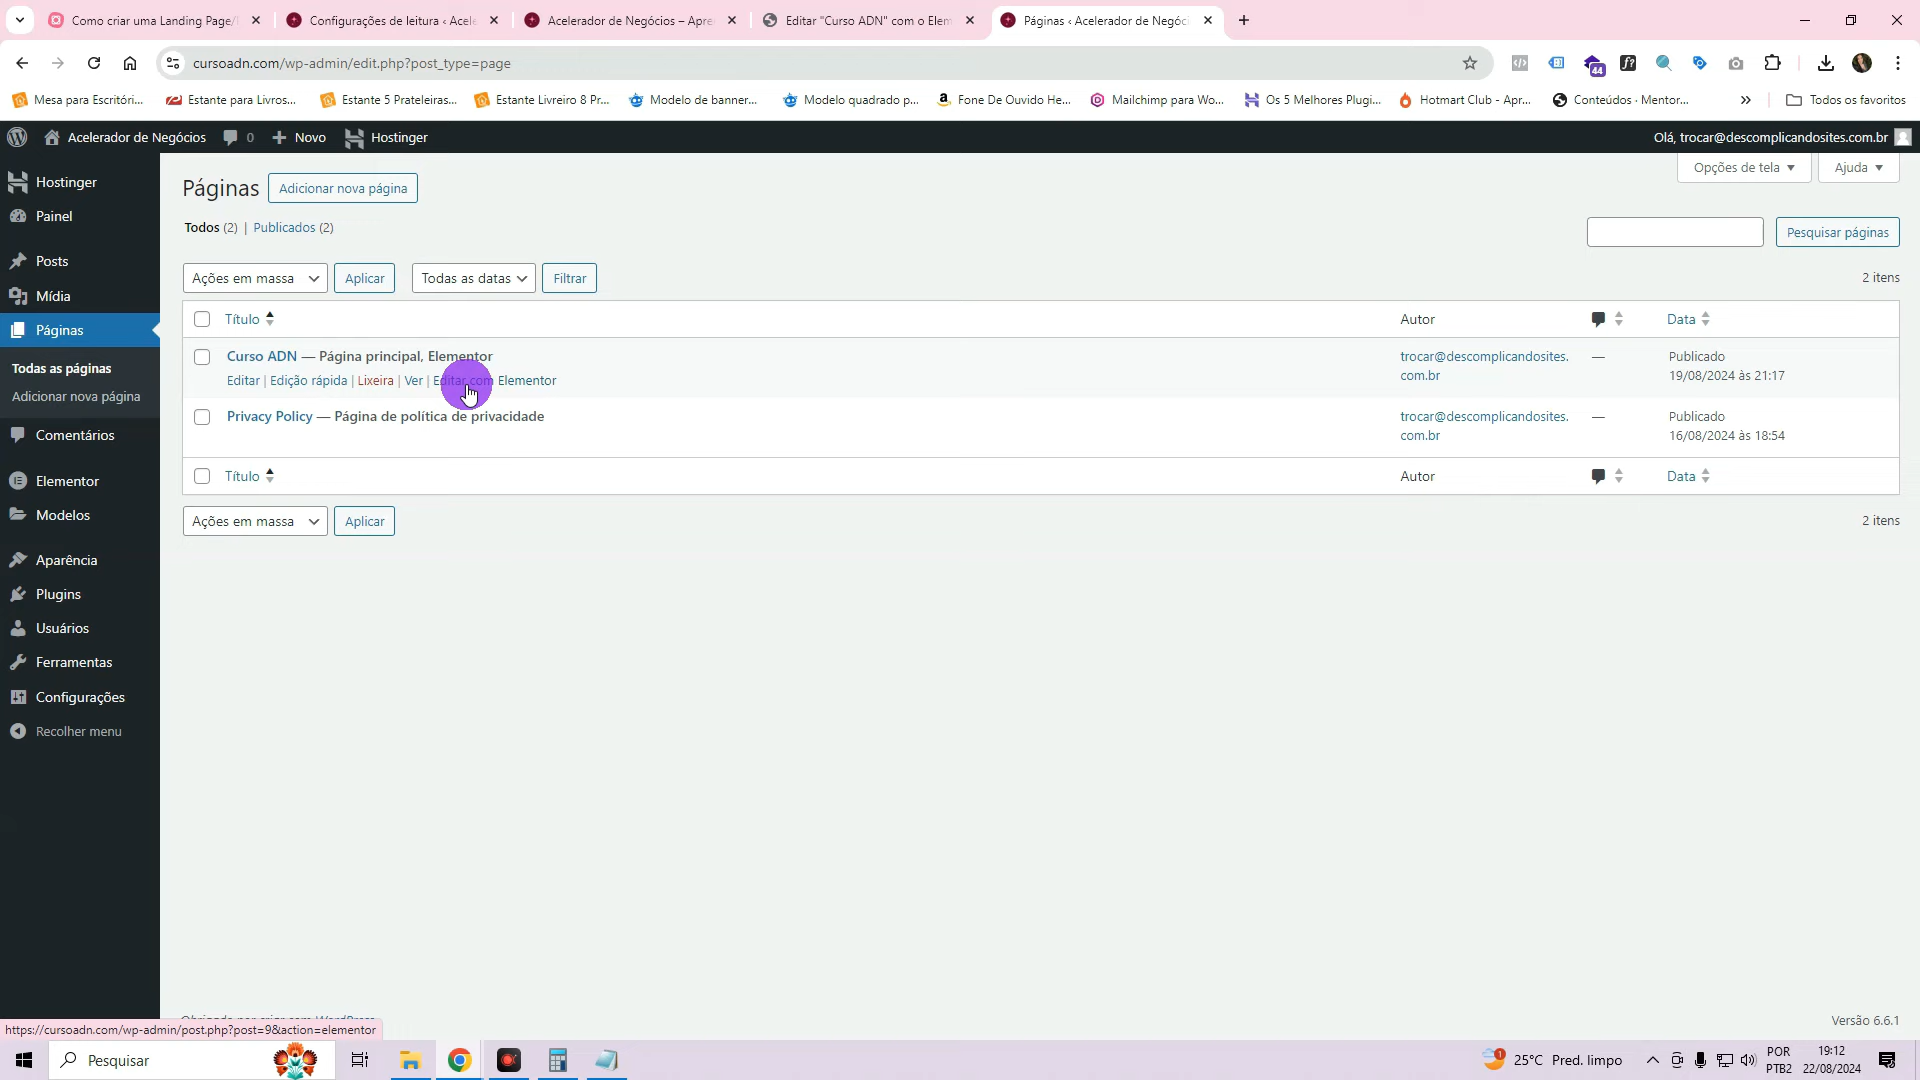 Como criar uma Landing Page/
Configurações de leitura ‹ Acele
Acelerador de Negócios – Apre
Editar "Curso ADN" com o Elem
Páginas ‹ Acelerador de Negóci
cursoadn.com/wp-admin/edit.php?post_type=page
44
Mesa para Escritóri...
Estante para Livros...
Estante 5 Prateleiras...
Estante Livreiro 8 Pr...
Modelo de banner...
Modelo quadrado p...
Fone De Ouvido He...
Mailchimp para Wo...
Os 5 Melhores Plugi...
Hotmart Club - Apr...
Conteúdos · Mentor...
Todos os favoritos
Acelerador de Negócios
0
Novo
Hostinger
Olá, trocar@descomplicandosites.com.br
Hostinger
Painel
Posts
Mídia
Páginas
Todas as páginas
Adicionar nova página
Comentários
Elementor
Modelos
Aparência
Plugins
Usuários
Ferramentas
Configurações
Recolher menu
Opções de tela
Ajuda
Páginas
Adicionar nova página
Todos (2) | Publicados (2)
Pesquisar páginas
Ações em massa
Aplicar
Todas as datas
Filtrar
2 itens
Título
Autor
Data
Curso ADN — Página principal, Elementor
Editar | Edição rápida | Lixeira | Ver | Editar com Elementor
trocar@descomplicandosites.
com.br
—
Publicado
19/08/2024 às 21:17
Privacy Policy — Página de política de privacidade
trocar@descomplicandosites.
com.br
—
Publicado
16/08/2024 às 18:54
Título
Autor
Data
Ações em massa
Aplicar
2 itens
Versão 6.6.1
https://cursoadn.com/wp-admin/post.php?post=9&action=elementor
Pesquisar
1
25°C Pred. limpo
POR
PTB2
19:12
22/08/2024